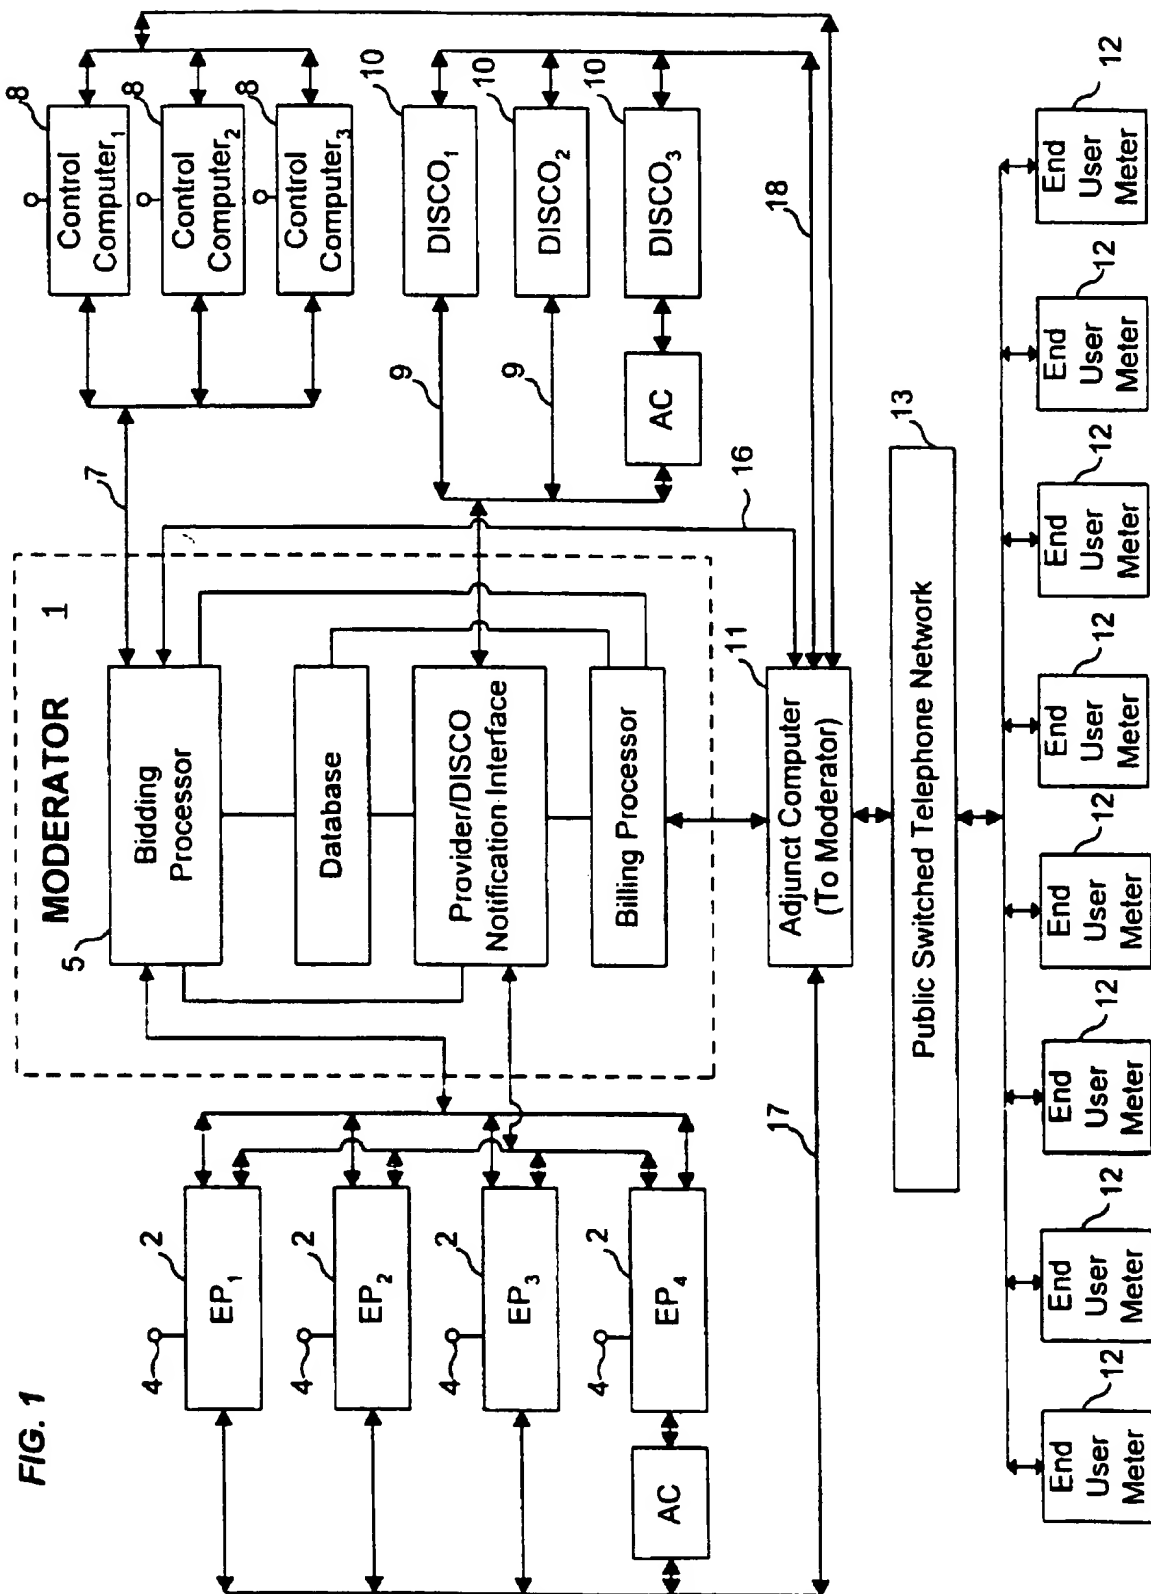 FIG. 1
MODERATOR
1
5
Bidding
Processor
Database
Provider/DISCO
Notification Interface
Billing Processor
4
2
EP1
4
2
EP2
4
2
EP3
4
2
EP4
AC
7
8
Control
Computer1
8
Control
Computer2
8
Control
Computer3
9
10
DISCO1
9
10
DISCO2
10
DISCO3
AC
16
18
17
11
Adjunct Computer
(To Moderator)
13
Public Switched Telephone Network
12
End
User
Meter
12
End
User
Meter
12
End
User
Meter
12
End
User
Meter
12
End
User
Meter
12
End
User
Meter
12
End
User
Meter
12
End
User
Meter